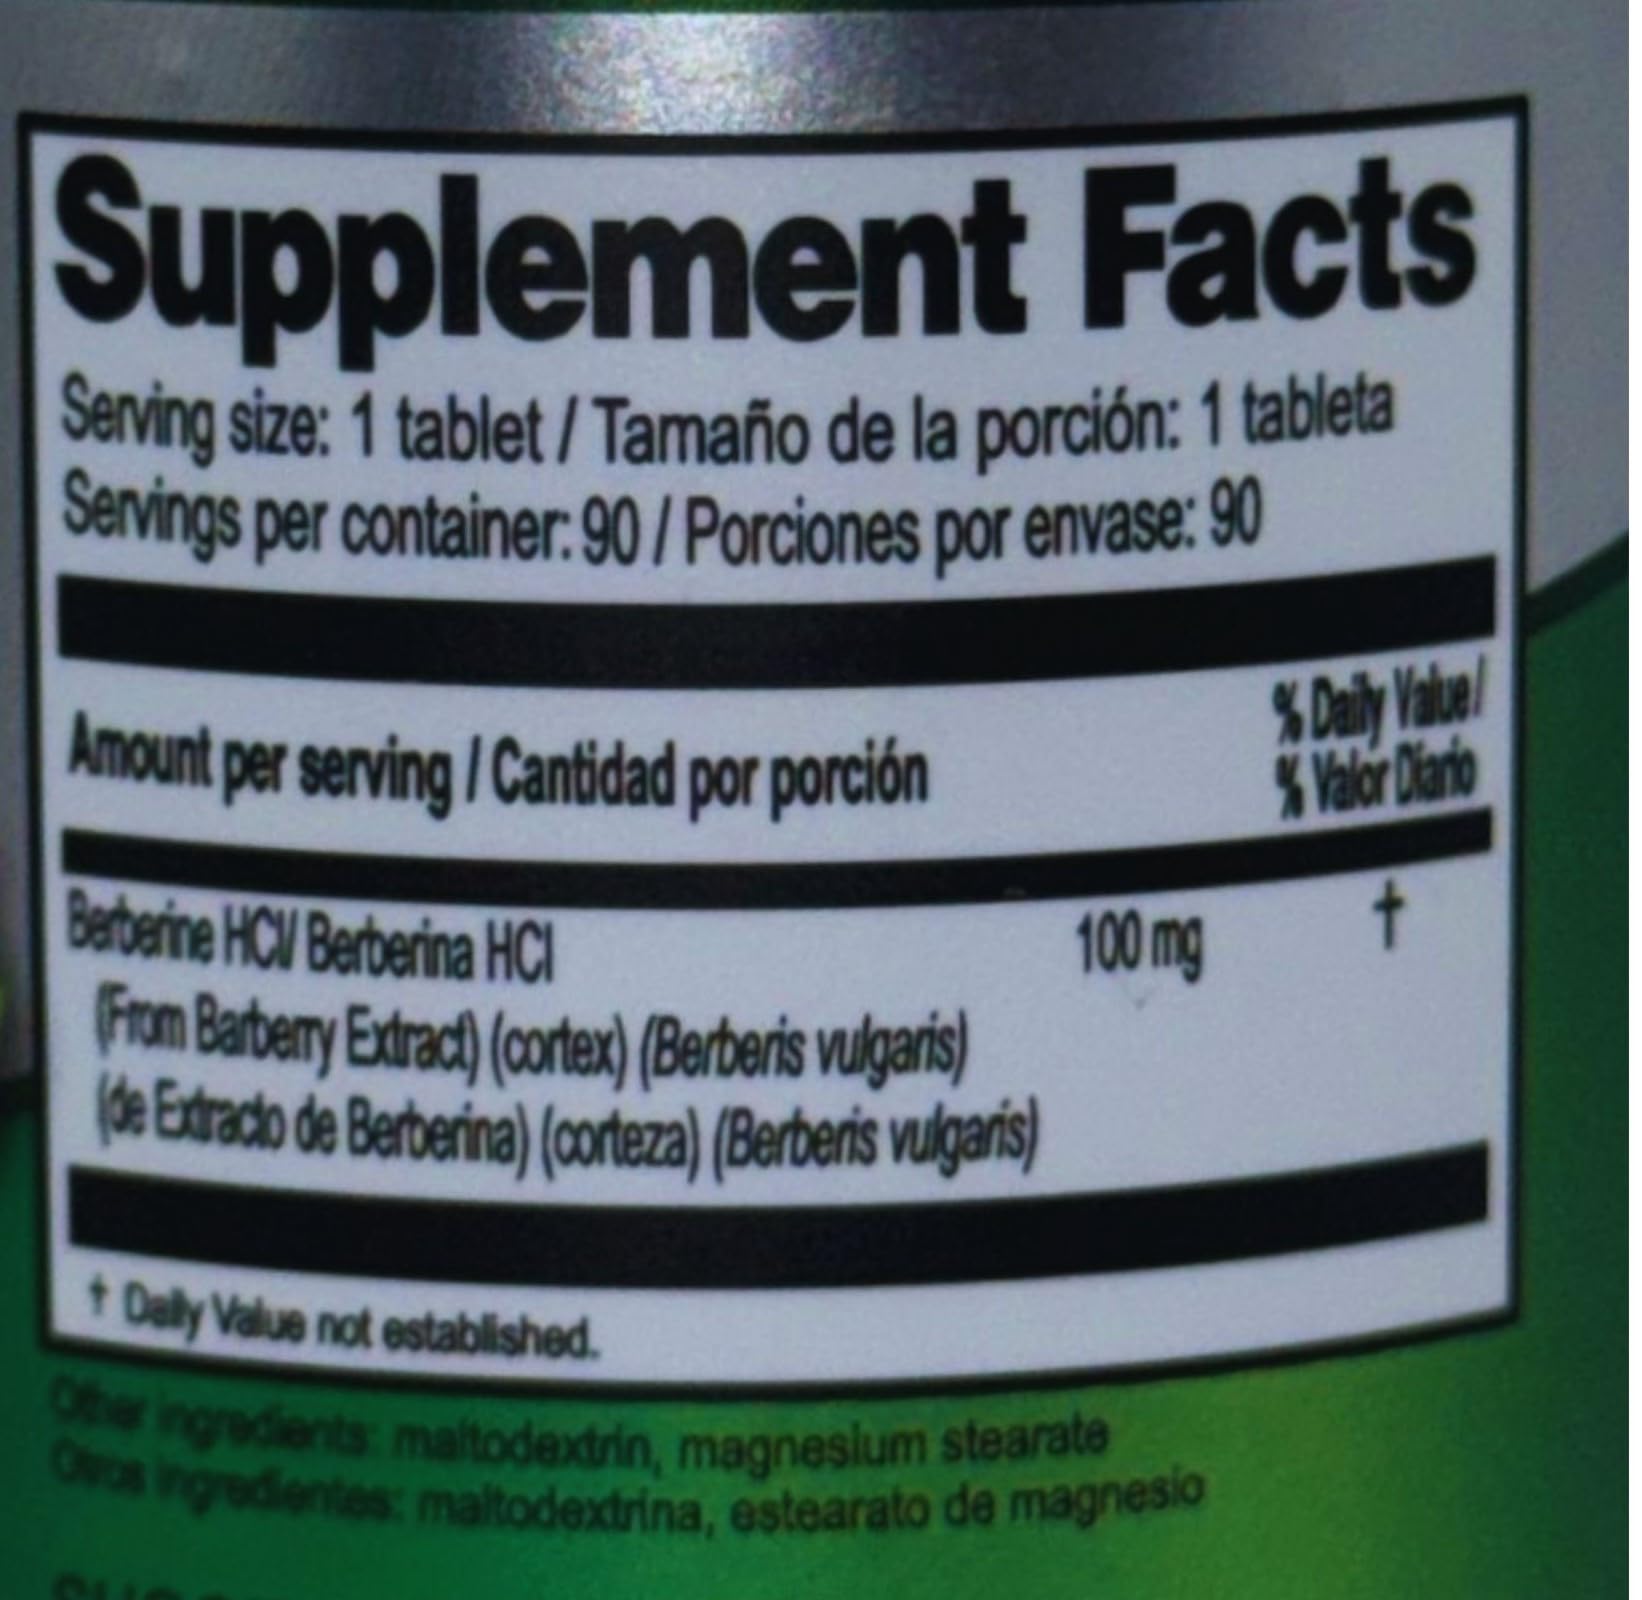 Supplement Facts
Serving size: 1 tablet / Tamaño de la porción: 1 tableta
Servings per container: 90 / Porciones por envase: 90
% Daily Value /
Amount per serving / Cantidad por porción
% Valor Diario
Berberine HCl/ Berberina HCl 100 mg †
(From Barberry Extract) (cortex) (Berberis vulgaris)
(de Extracto de Berberina) (corteza) (Berberis vulgaris)
† Daily Value not established.
Other ingredients: maltodextrin, magnesium stearate
Otros ingredientes: maltodextrina, estearato de magnesio